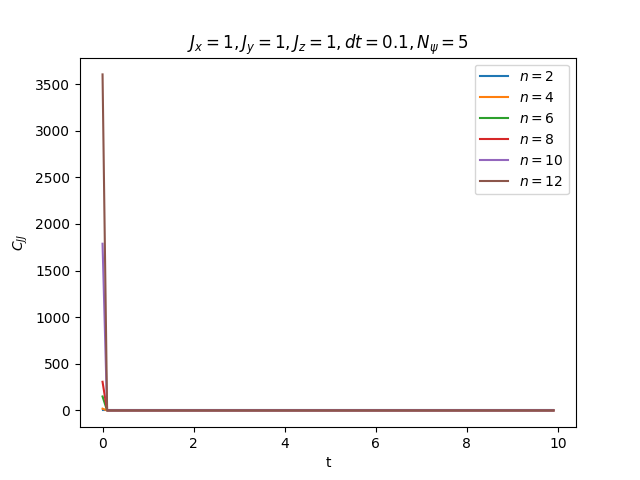 J_x = 1, J_y = 1, J_z = 1, dt = 0.1, N_ψ = 5
3500
3000
2500
2000
1500
1000
500
0
C_JJ
n = 2
n = 4
n = 6
n = 8
n = 10
n = 12
0 2 4 6 8 10
t